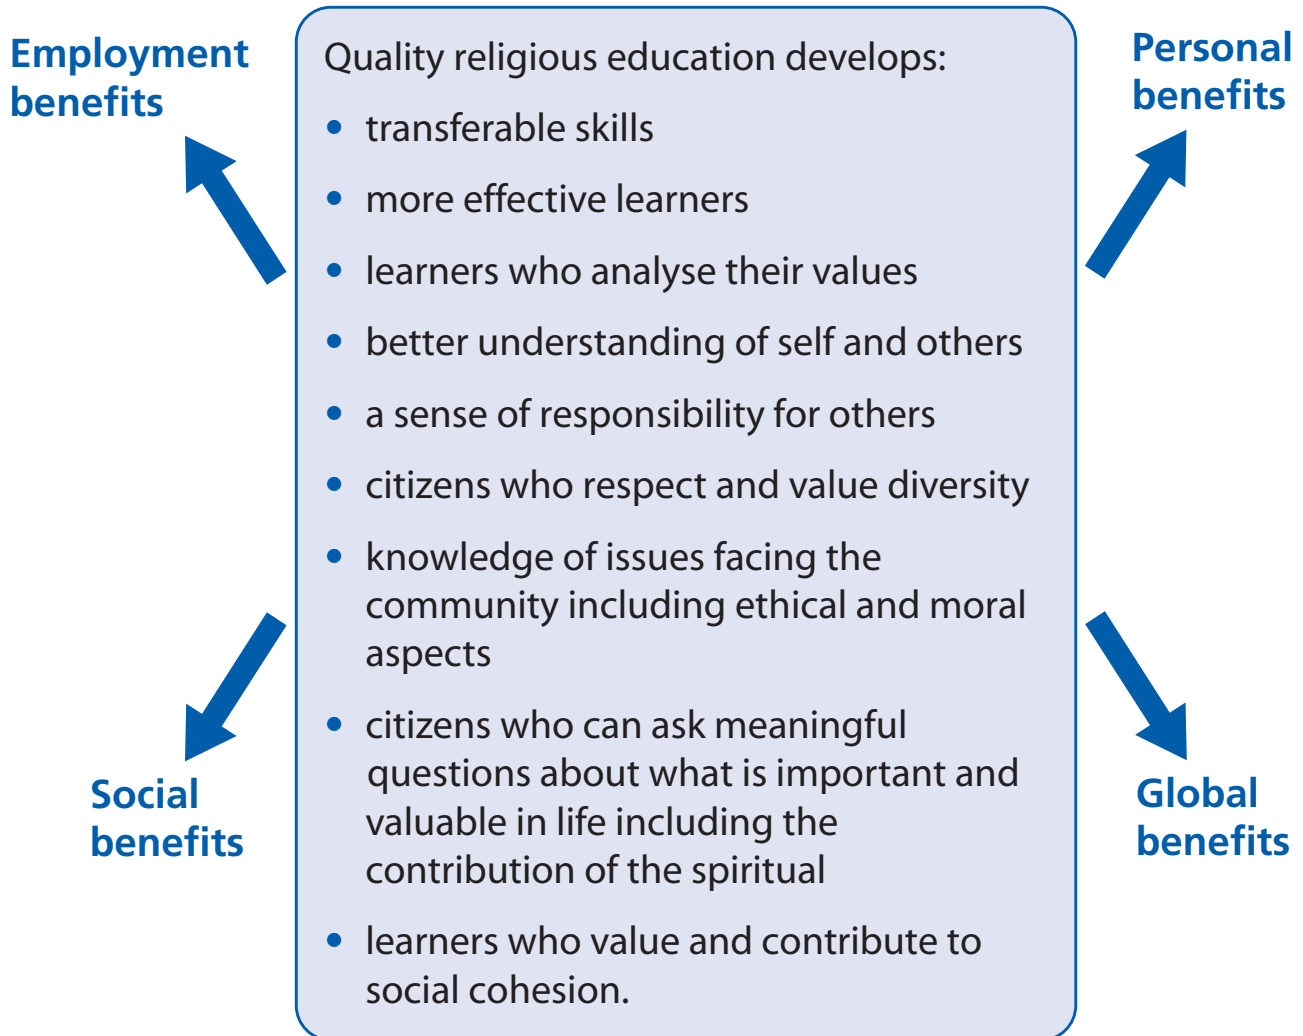 Employment
benefits
Personal
benefits
Quality religious education develops:
• transferable skills
• more effective learners
• learners who analyse their values
• better understanding of self and others
• a sense of responsibility for others
• citizens who respect and value diversity
• knowledge of issues facing the
community including ethical and moral
aspects
• citizens who can ask meaningful
questions about what is important and
valuable in life including the
contribution of the spiritual
• learners who value and contribute to
social cohesion.
Social
benefits
Global
benefits